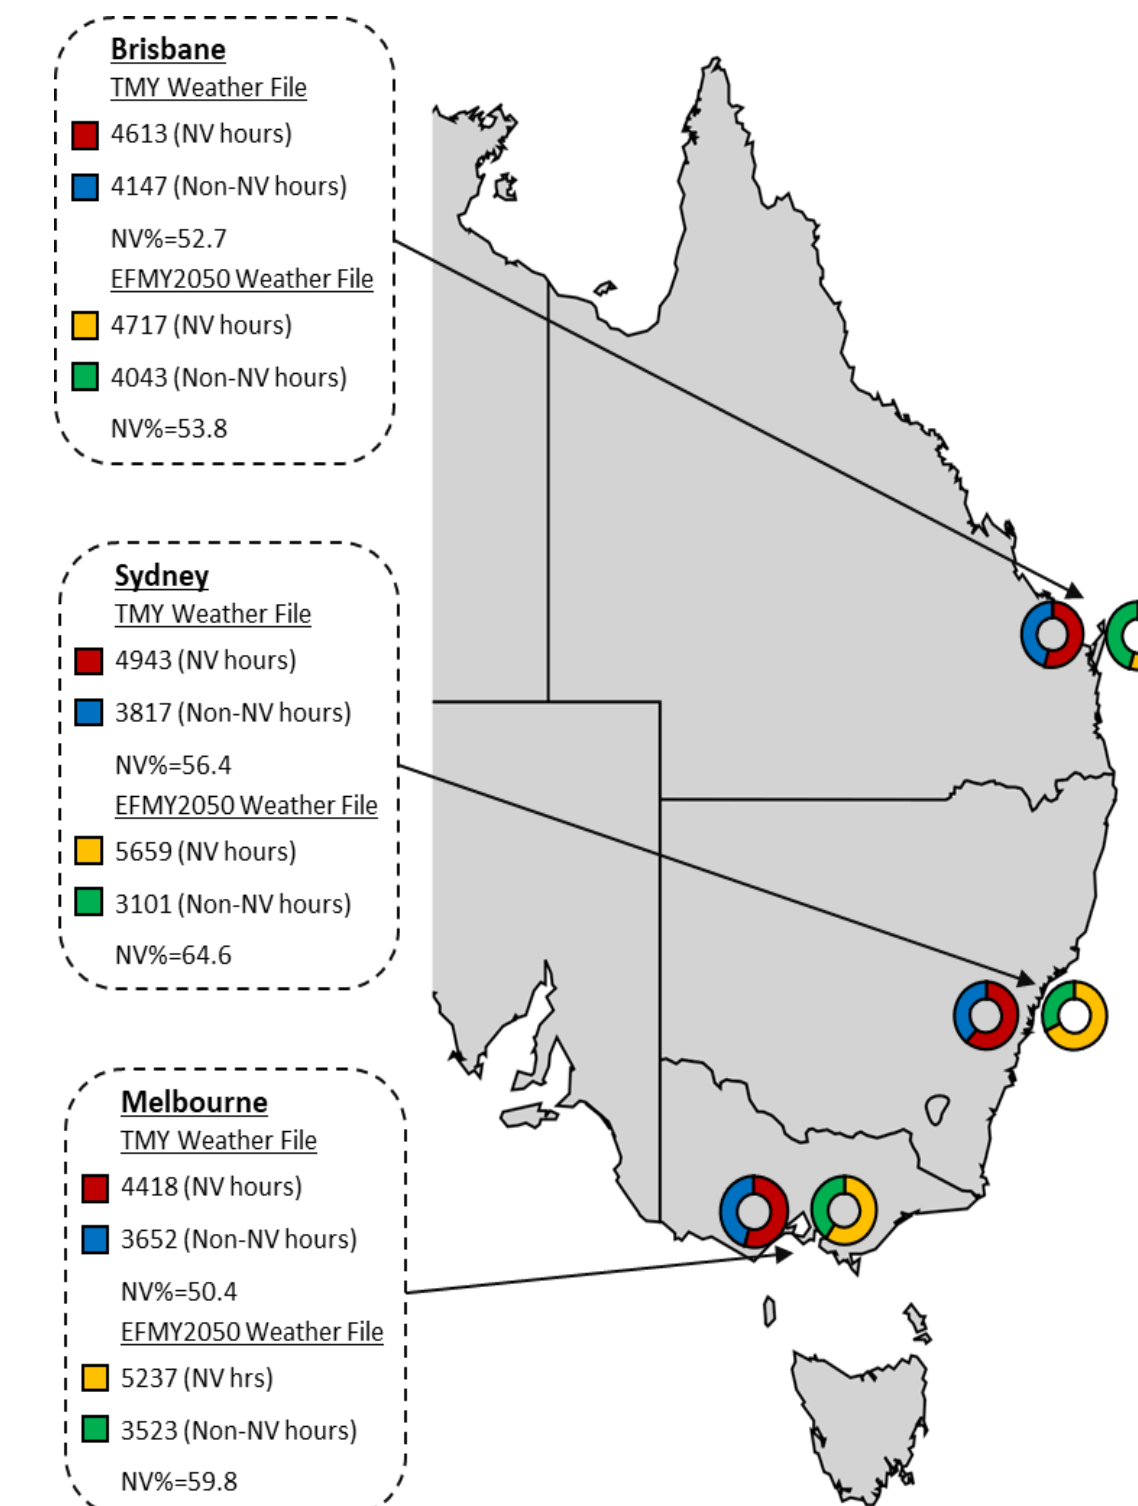 Brisbane
TMY Weather File
4613 (NV hours)
4147 (Non-NV hours)
NV%=52.7
EFMY2050 Weather File
4717 (NV hours)
4043 (Non-NV hours)
NV%=53.8
Sydney
TMY Weather File
4943 (NV hours)
3817 (Non-NV hours)
NV%=56.4
EFMY2050 Weather File
5659 (NV hours)
3101 (Non-NV hours)
NV%=64.6
Melbourne
TMY Weather File
4418 (NV hours)
3652 (Non-NV hours)
NV%=50.4
EFMY2050 Weather File
5237 (NV hrs)
3523 (Non-NV hours)
NV%=59.8